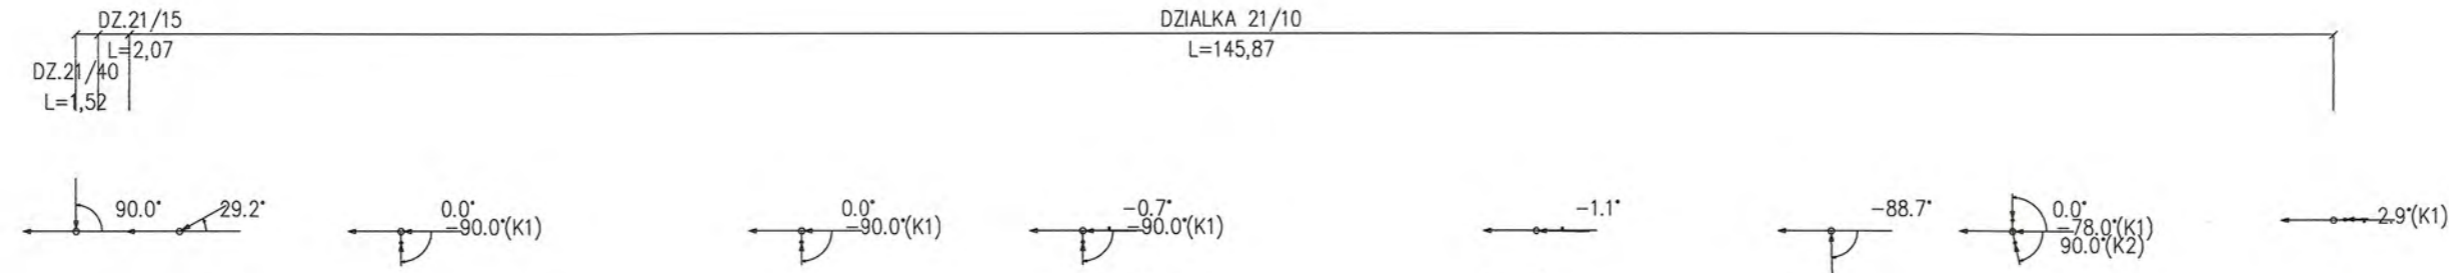 DZ.21/15
DZIALKA 21/10
L=2,07
L=145,87
DZ.21/40
L=1,52
90.0°
29.2°
0.0°
-90.0°(K1)
0.0°
-90.0°(K1)
-0.7°
-90.0°(K1)
-1.1°
-88.7°
0.0°
-78.0°(K1)
90.0°(K2)
2.9°(K1)